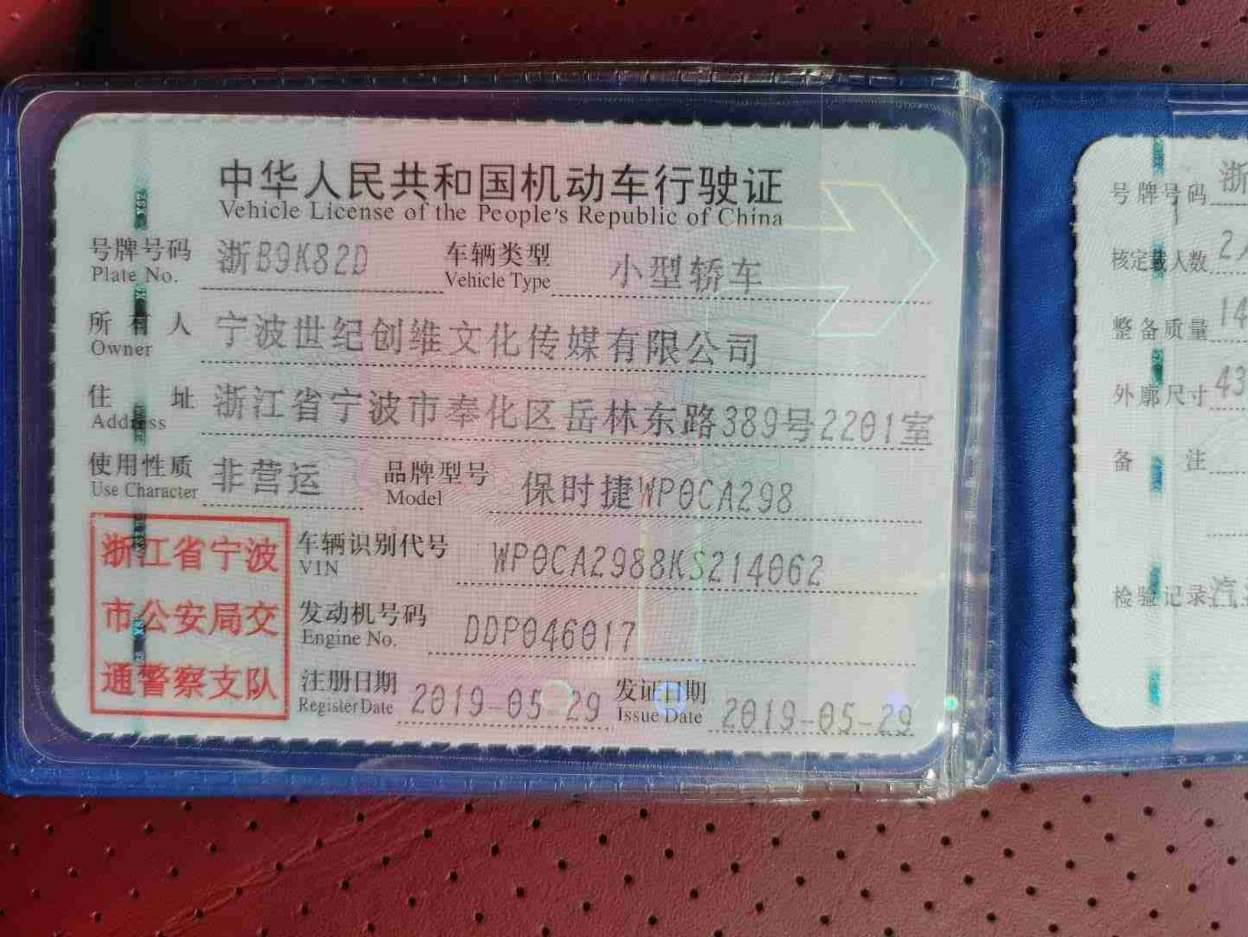 中华人民共和国机动车行驶证
Vehicle License of the People's Republic of China
号牌号码 浙B9K82D 车辆类型 小型轿车
Plate No. Vehicle Type
所有人 宁波世纪创维文化传媒有限公司
Owner
住址 浙江省宁波市奉化区岳林东路389号2201室
Address
使用性质 非营运 品牌型号 保时捷WP0CA298
Use Character Model
浙江省宁波
市公安局交
通警察支队
车辆识别代号 WP0CA2988KS214062
VIN
发动机号码 DDP046017
Engine No.
注册日期 2019-05-29 发证日期 2019-05-29
Register Date Issue Date
号牌号码 浙
核定载人数 2
整备质量 14
外廓尺寸 43
备注
检验记录 汽